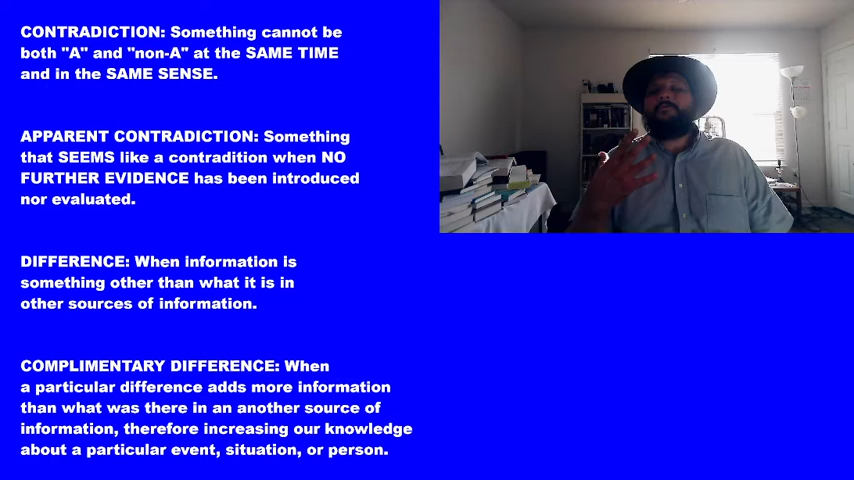 CONTRADICTION: Something cannot be
both "A" and "non-A" at the SAME TIME
and in the SAME SENSE.
APPARENT CONTRADICTION: Something
that SEEMS like a contradition when NO
FURTHER EVIDENCE has been introduced
nor evaluated.
DIFFERENCE: When information is
something other than what it is in
other sources of information.
COMPLIMENTARY DIFFERENCE: When
a particular difference adds more information
than what was there in an another source of
information, therefore increasing our knowledge
about a particular event, situation, or person.